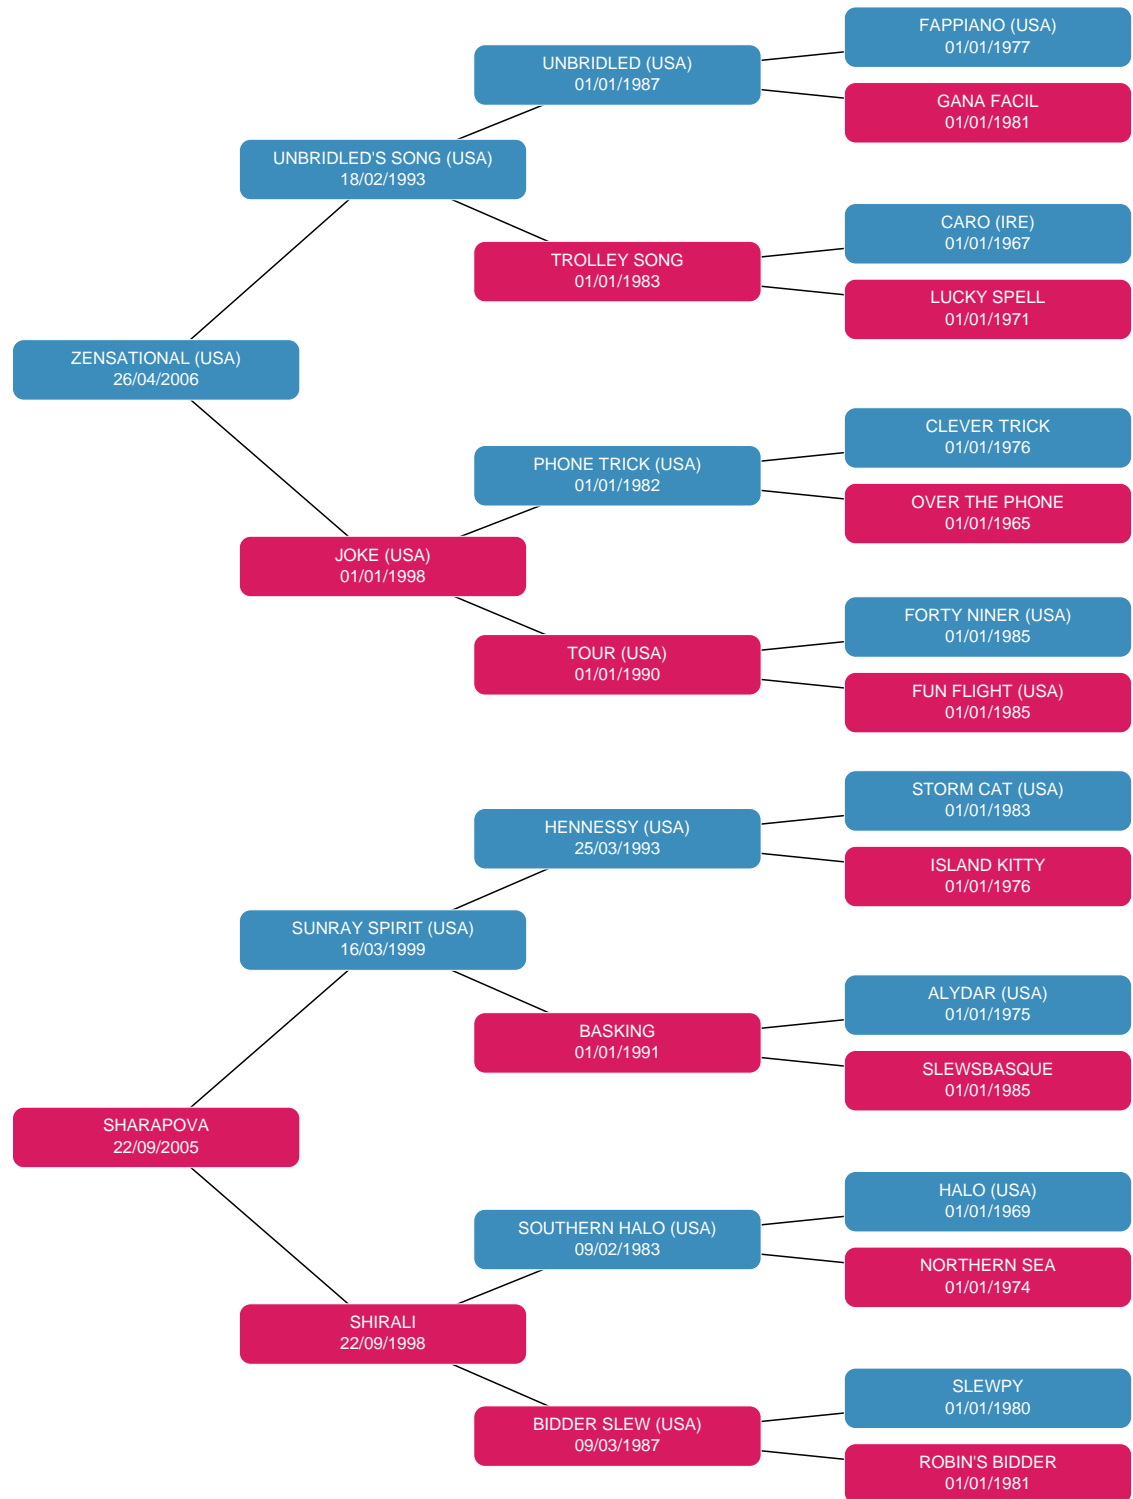 FAPPIANO (USA)
01/01/1977
UNBRIDLED (USA)
01/01/1987
GANA FACIL
01/01/1981
UNBRIDLED'S SONG (USA)
18/02/1993
CARO (IRE)
01/01/1967
TROLLEY SONG
01/01/1983
LUCKY SPELL
01/01/1971
ZENSATIONAL (USA)
26/04/2006
CLEVER TRICK
01/01/1976
PHONE TRICK (USA)
01/01/1982
OVER THE PHONE
01/01/1965
JOKE (USA)
01/01/1998
FORTY NINER (USA)
01/01/1985
TOUR (USA)
01/01/1990
FUN FLIGHT (USA)
01/01/1985
STORM CAT (USA)
01/01/1983
HENNESSY (USA)
25/03/1993
ISLAND KITTY
01/01/1976
SUNRAY SPIRIT (USA)
16/03/1999
ALYDAR (USA)
01/01/1975
BASKING
01/01/1991
SLEWSBASQUE
01/01/1985
SHARAPOVA
22/09/2005
HALO (USA)
01/01/1969
SOUTHERN HALO (USA)
09/02/1983
NORTHERN SEA
01/01/1974
SHIRALI
22/09/1998
SLEWPY
01/01/1980
BIDDER SLEW (USA)
09/03/1987
ROBIN'S BIDDER
01/01/1981